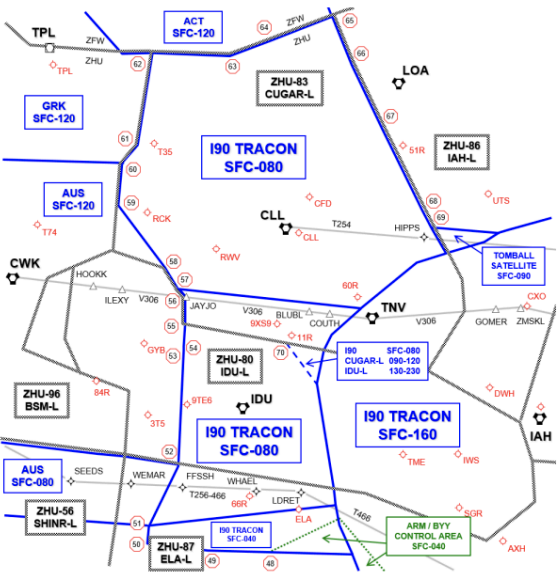 ACT
SFC-120
64
65
TPL
ZFW
ZHU
ZFW
ZHU
62
63
66
TPL
ZHU-83
CUGAR-L
LOA
GRK
SFC-120
67
61
T35
I90 TRACON
SFC-080
51R
ZHU-86
IAH-L
60
AUS
SFC-120
59
RCK
CFD
68
UTS
69
T74
CLL
CLL
T254
HIPPS
RWV
TOMBALL
SATELLITE
SFC-090
58
CWK
HOOKK
57
60R
CXO
ILEXY
V306
56
JAYJO
V306
BLUBL
COUTH
TNV
V306
GOMER
ZMSKL
55
9XS9
11R
GYB
54
53
70
I90 SFC-080
CUGAR-L 090-120
IDU-L 130-230
ZHU-80
IDU-L
84R
ZHU-96
BSM-L
9TE6
IDU
DWH
3T5
I90 TRACON
SFC-080
I90 TRACON
SFC-160
IAH
52
TME
IWS
AUS
SFC-080
SEEDS
WEMAR
FFSSH
WHAEL
T256-466
LDRET
66R
ZHU-56
SHINR-L
51
ELA
T466
SGR
I90 TRACON
SFC-040
ARM / BYY
CONTROL AREA
SFC-040
50
ZHU-87
ELA-L
AXH
49
48